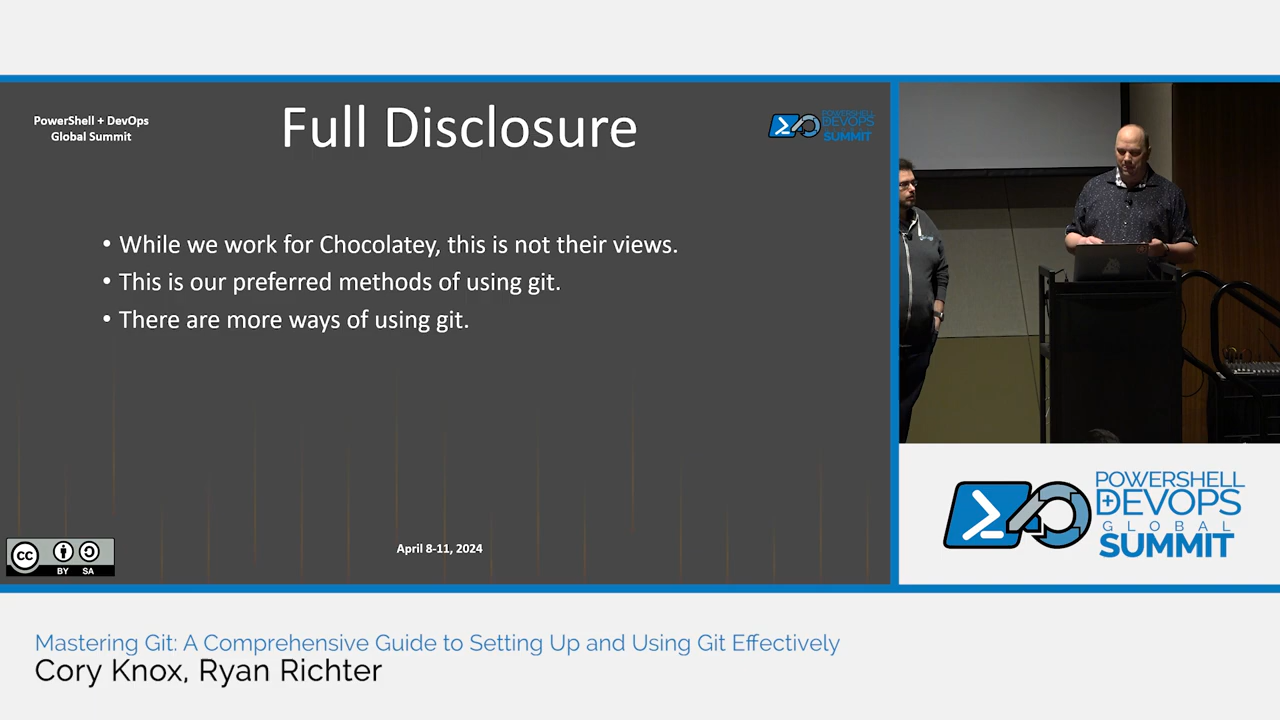 PowerShell + DevOps
Global Summit
Full Disclosure
POWERSHELL
DEVOPS
SUMMIT
• While we work for Chocolatey, this is not their views.
• This is our preferred methods of using git.
• There are more ways of using git.
April 8-11, 2024
CC
BY SA
POWERSHELL
+DEVOPS
GLOBAL
SUMMIT
Mastering Git: A Comprehensive Guide to Setting Up and Using Git Effectively
Cory Knox, Ryan Richter